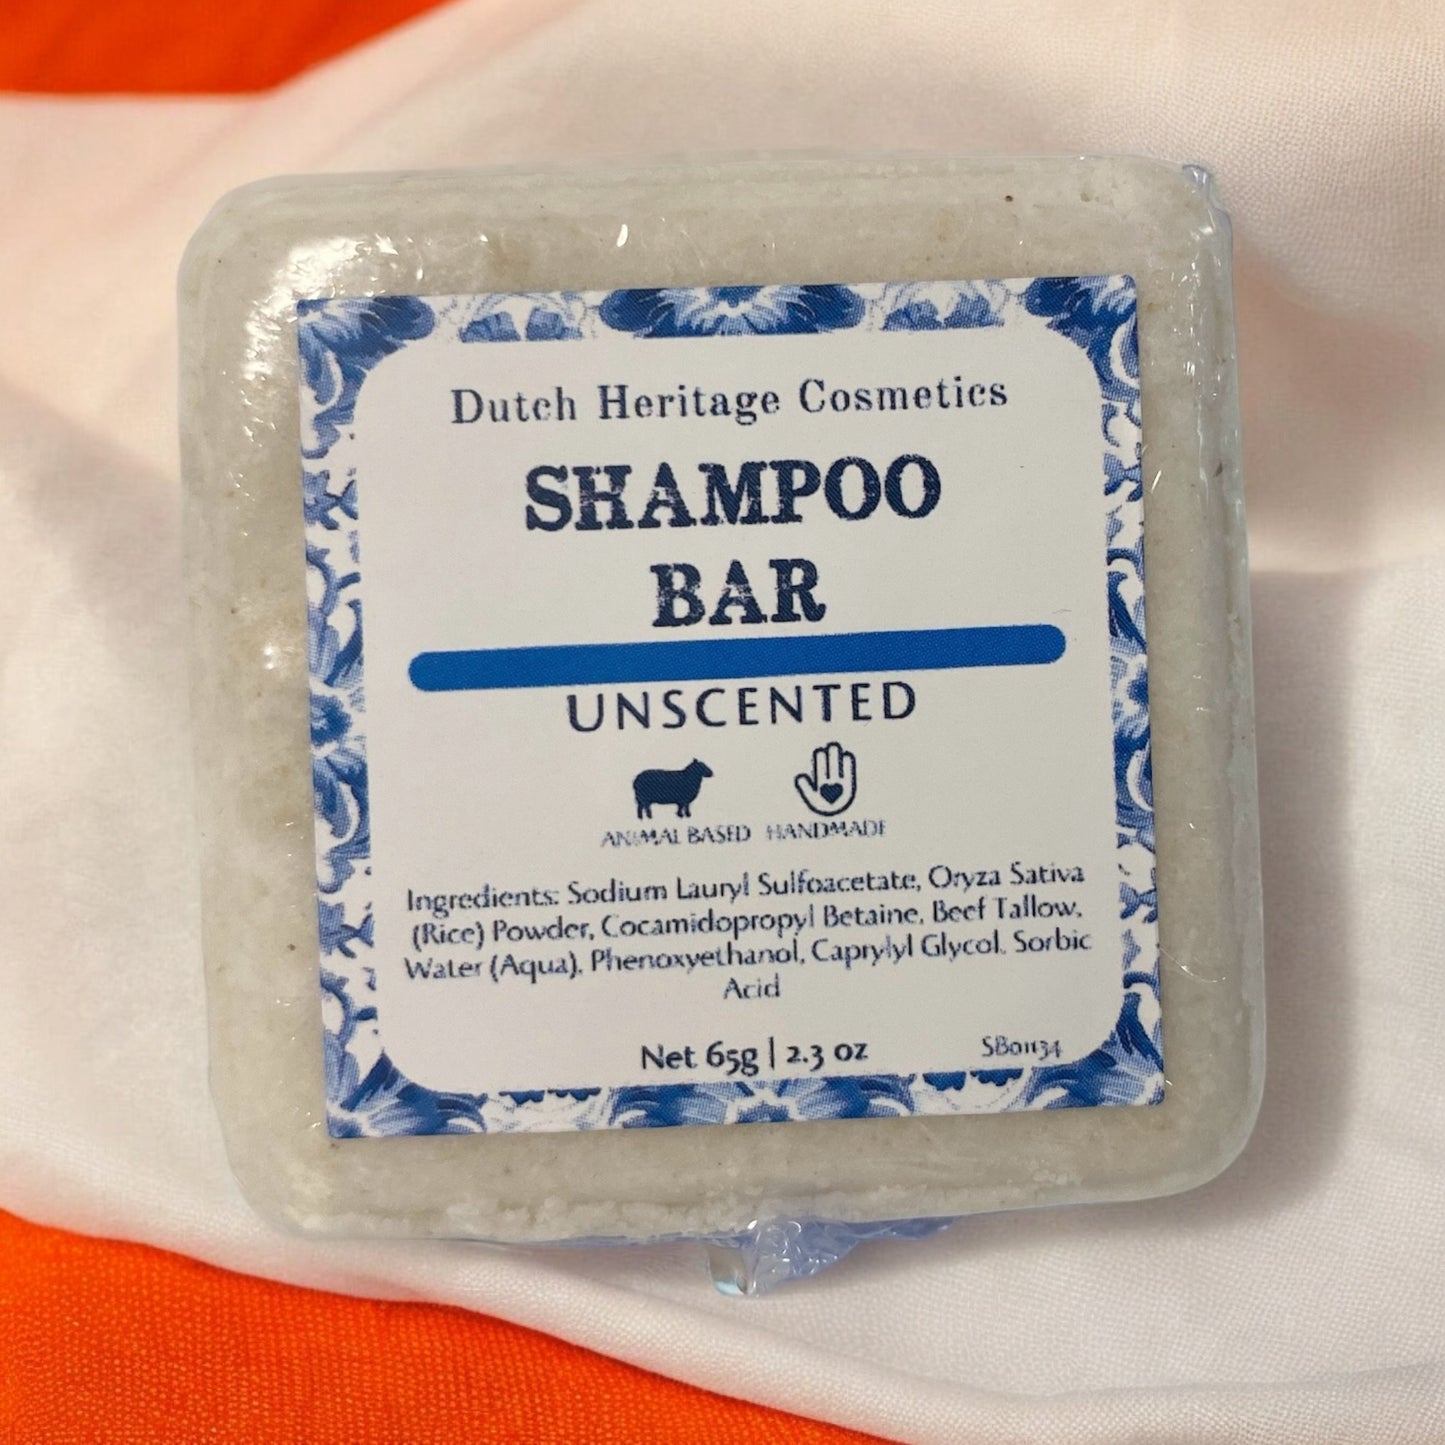 Dutch Heritage Cosmetics
SHAMPOO
BAR
UNSCENTED
ANIMAL BASED HANDMADE
Ingredients: Sodium Lauryl Sulfoacetate, Oryza Sativa
(Rice) Powder, Cocamidopropyl Betaine, Beef Tallow,
Water (Aqua), Phenoxyethanol, Caprylyl Glycol, Sorbic
Acid
Net 65g | 2.3 oz SB01134